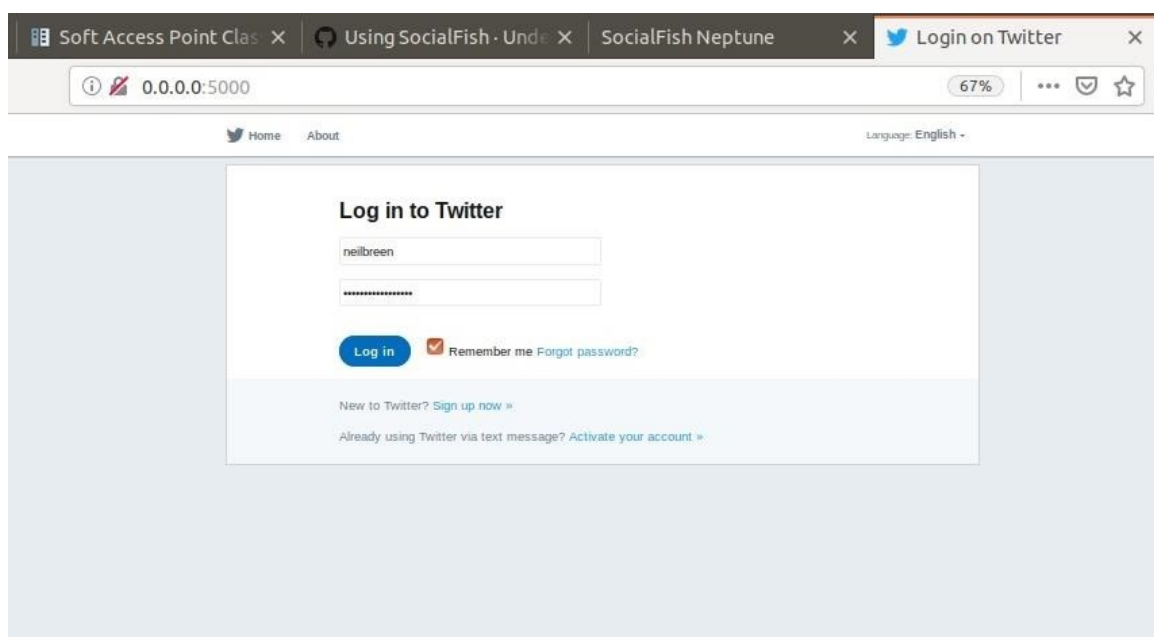 Soft Access Point Clas Using SocialFish · Unde SocialFish Neptune Login on Twitter
0.0.0.0:5000 67%
Home About Language: English
Log in to Twitter
neilbreen
•••••••••••••••••
Log in Remember me Forgot password?
New to Twitter? Sign up now »
Already using Twitter via text message? Activate your account »